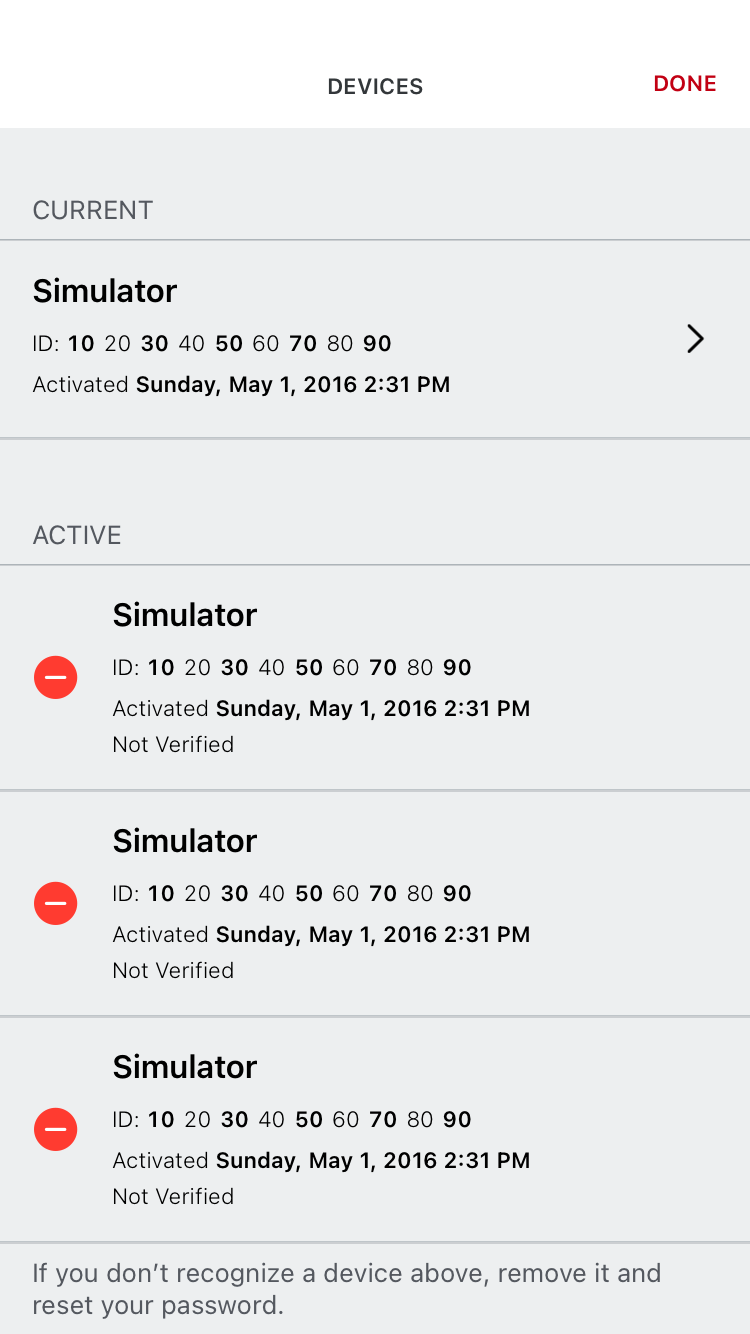 DEVICES
DONE
CURRENT
Simulator
ID: 10 20 30 40 50 60 70 80 90
Activated Sunday, May 1, 2016 2:31 PM
ACTIVE
Simulator
ID: 10 20 30 40 50 60 70 80 90
Activated Sunday, May 1, 2016 2:31 PM
Not Verified
Simulator
ID: 10 20 30 40 50 60 70 80 90
Activated Sunday, May 1, 2016 2:31 PM
Not Verified
Simulator
ID: 10 20 30 40 50 60 70 80 90
Activated Sunday, May 1, 2016 2:31 PM
Not Verified
If you don’t recognize a device above, remove it and
reset your password.